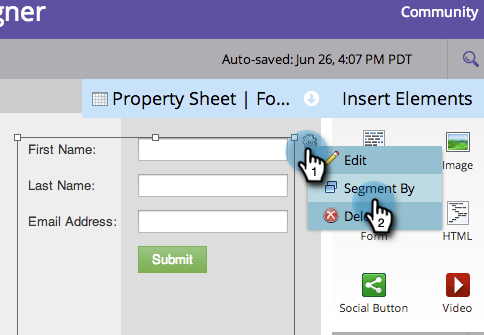 gner
Community
Auto-saved: Jun 26, 4:07 PM PDT
Property Sheet | Fo...
Insert Elements
First Name:
1
Edit
Image
Last Name:
Segment By
Email Address:
Del
2
Form
HTML
Submit
Social Button
Video